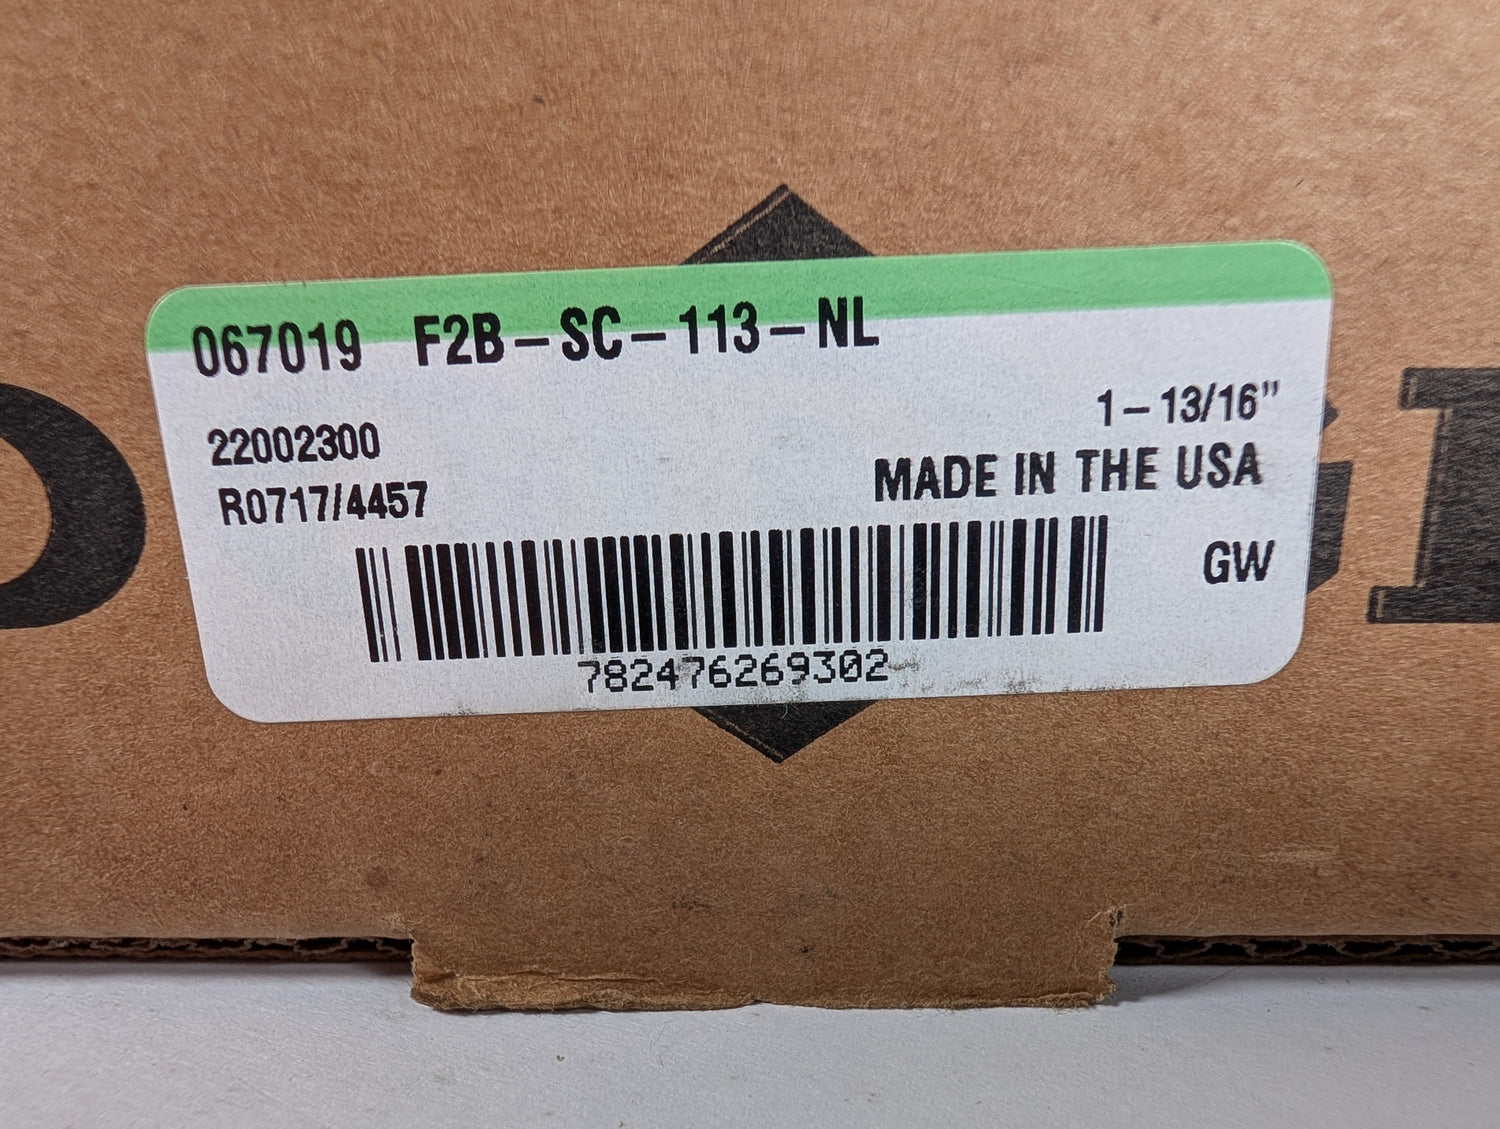 067019 F2B-SC-113-NL
1-13/16"
22002300
MADE IN THE USA
R0717/4457
GW
782476269302